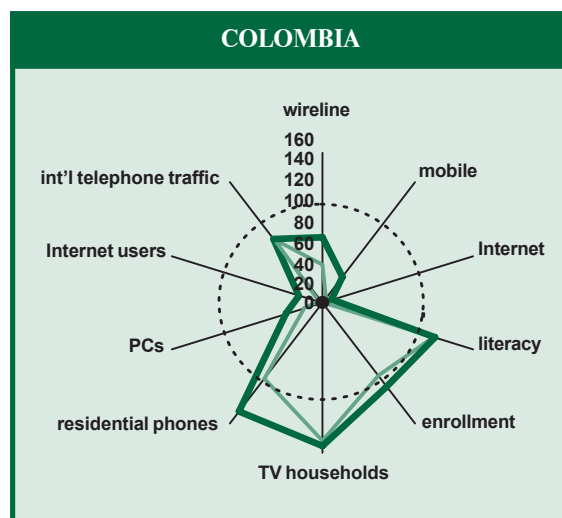 COLOMBIA
wireline
160
140
120
100
80
60
40
20
0
mobile
int'l telephone traffic
Internet
Internet users
literacy
PCs
enrollment
residential phones
TV households